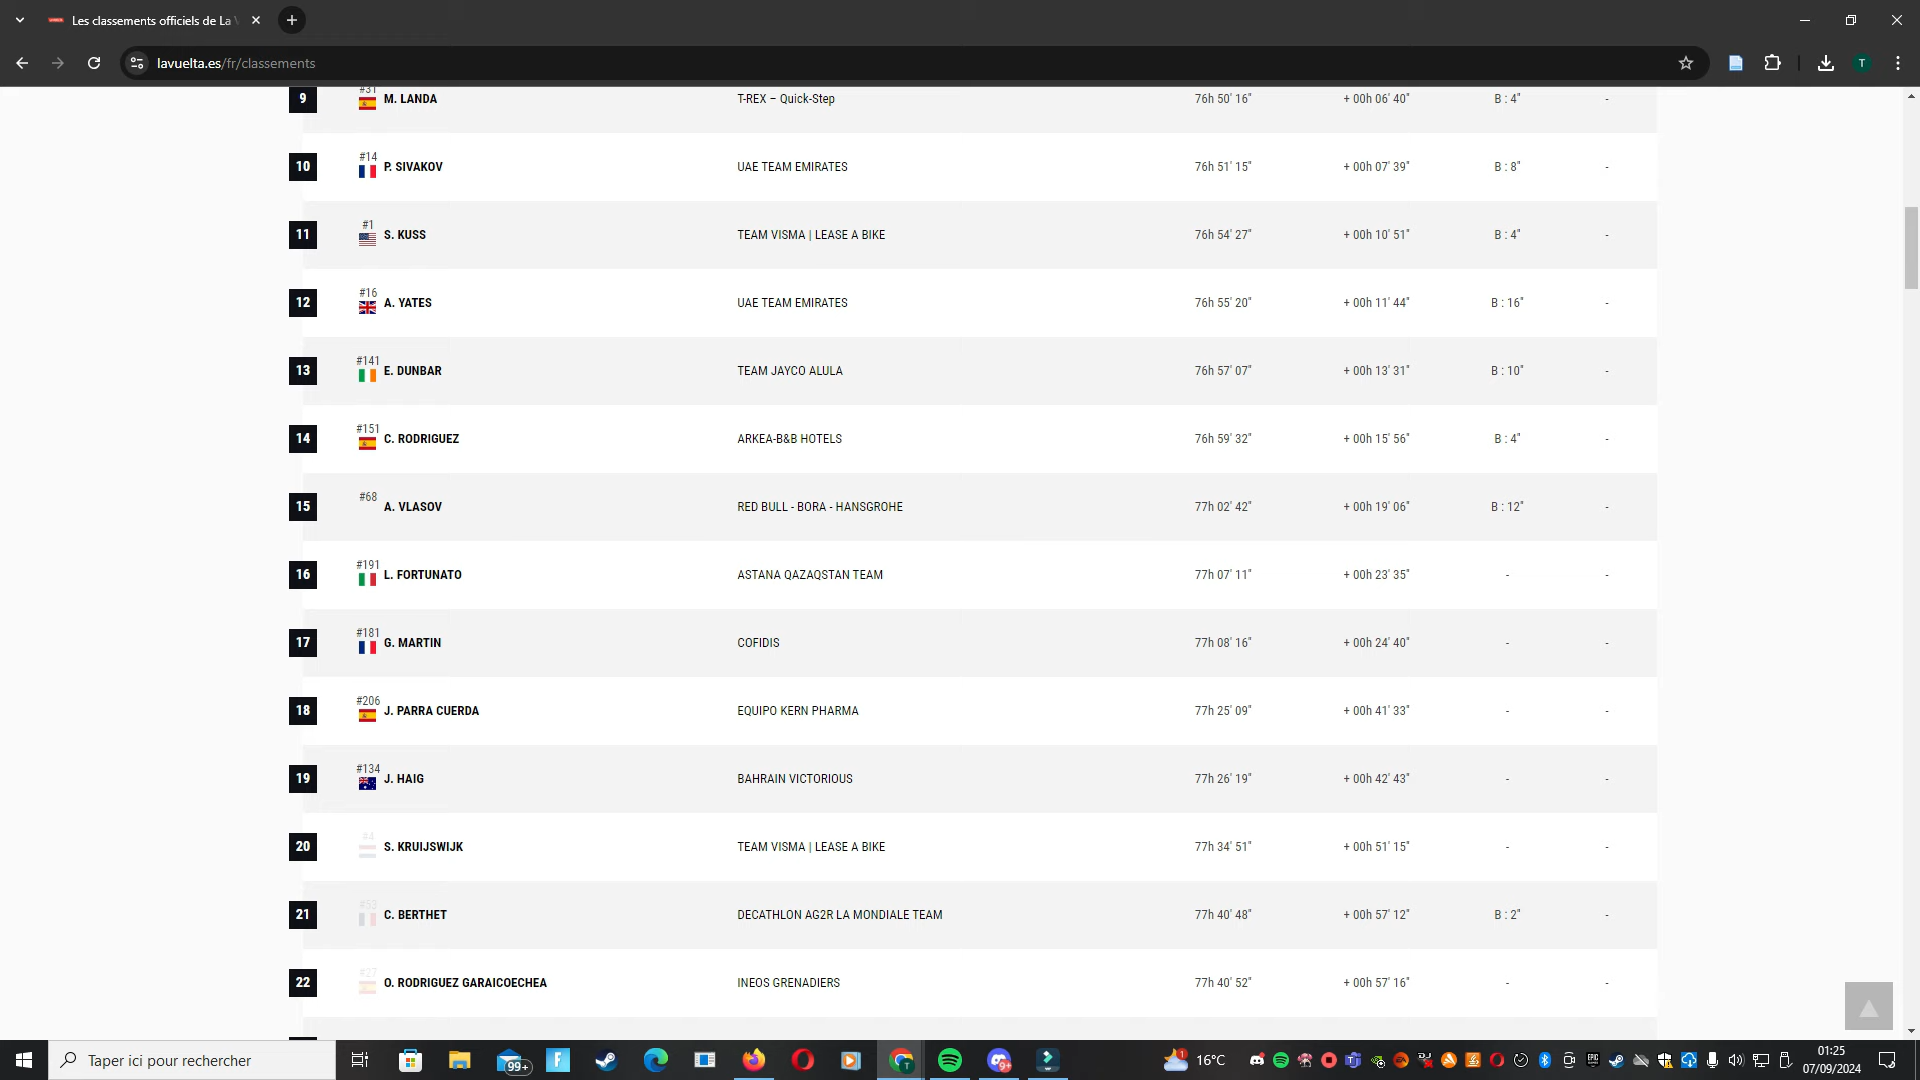 Les classements officiels de La V
lavuelta.es/fr/classements
9 #31 M. LANDA T-REX – Quick-Step 76h 50' 16" + 00h 06' 40" B : 4" -
10 #14 P. SIVAKOV UAE TEAM EMIRATES 76h 51' 15" + 00h 07' 39" B : 8" -
11 #1 S. KUSS TEAM VISMA | LEASE A BIKE 76h 54' 27" + 00h 10' 51" B : 4" -
12 #16 A. YATES UAE TEAM EMIRATES 76h 55' 20" + 00h 11' 44" B : 16" -
13 #141 E. DUNBAR TEAM JAYCO ALULA 76h 57' 07" + 00h 13' 31" B : 10" -
14 #151 C. RODRIGUEZ ARKEA-B&B HOTELS 76h 59' 32" + 00h 15' 56" B : 4" -
15 #68 A. VLASOV RED BULL - BORA - HANSGROHE 77h 02' 42" + 00h 19' 06" B : 12" -
16 #191 L. FORTUNATO ASTANA QAZAQSTAN TEAM 77h 07' 11" + 00h 23' 35" - -
17 #181 G. MARTIN COFIDIS 77h 08' 16" + 00h 24' 40" - -
18 #206 J. PARRA CUERDA EQUIPO KERN PHARMA 77h 25' 09" + 00h 41' 33" - -
19 #134 J. HAIG BAHRAIN VICTORIOUS 77h 26' 19" + 00h 42' 43" - -
20 #4 S. KRUIJSWIJK TEAM VISMA | LEASE A BIKE 77h 34' 51" + 00h 51' 15" - -
21 #53 C. BERTHET DECATHLON AG2R LA MONDIALE TEAM 77h 40' 48" + 00h 57' 12" B : 2" -
22 #27 O. RODRIGUEZ GARAICOECHEA INEOS GRENADIERS 77h 40' 52" + 00h 57' 16" - -
Taper ici pour rechercher 99+ 16°C 01:25
07/09/2024